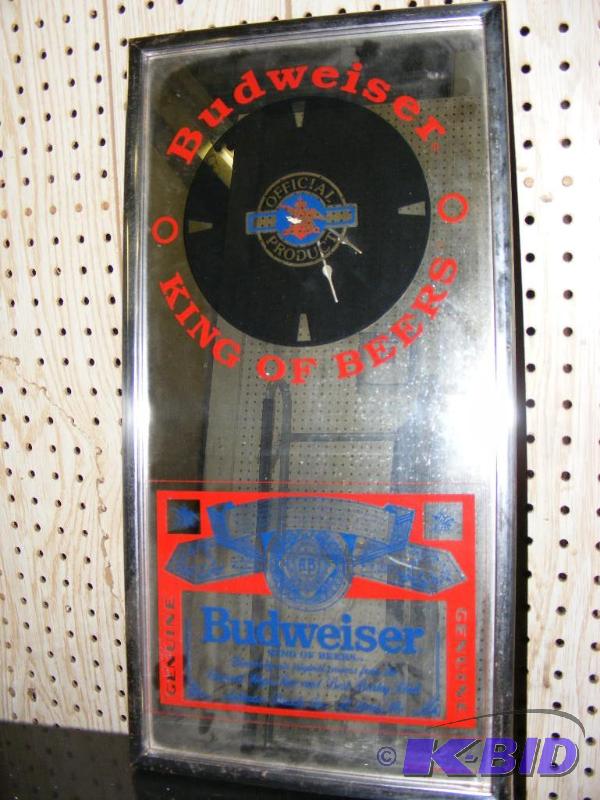 Budweiser
KING OF BEERS
OFFICIAL
PRODUCT
GENUINE
GENUINE
Budweiser
KING OF BEERS
© K-BID